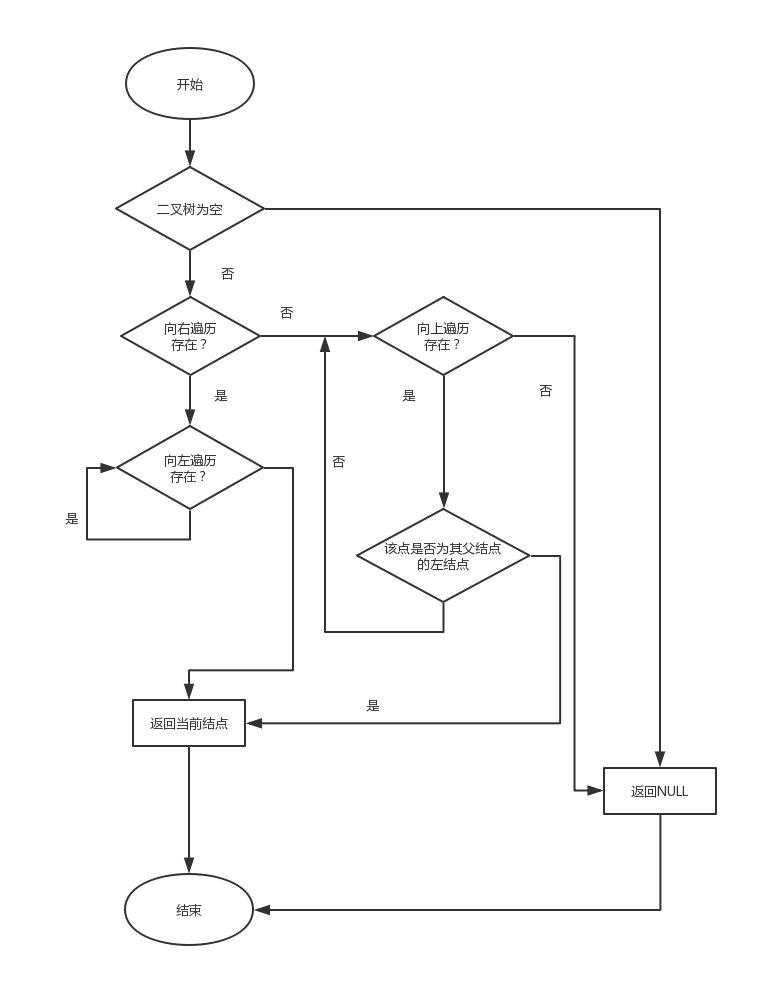 开始
二叉树为空
否
否
向右遍历
存在？
向上遍历
存在？
是
是
否
向左遍历
存在？
否
是
该点是否为其父结点
的左结点
是
返回当前结点
返回NULL
结束